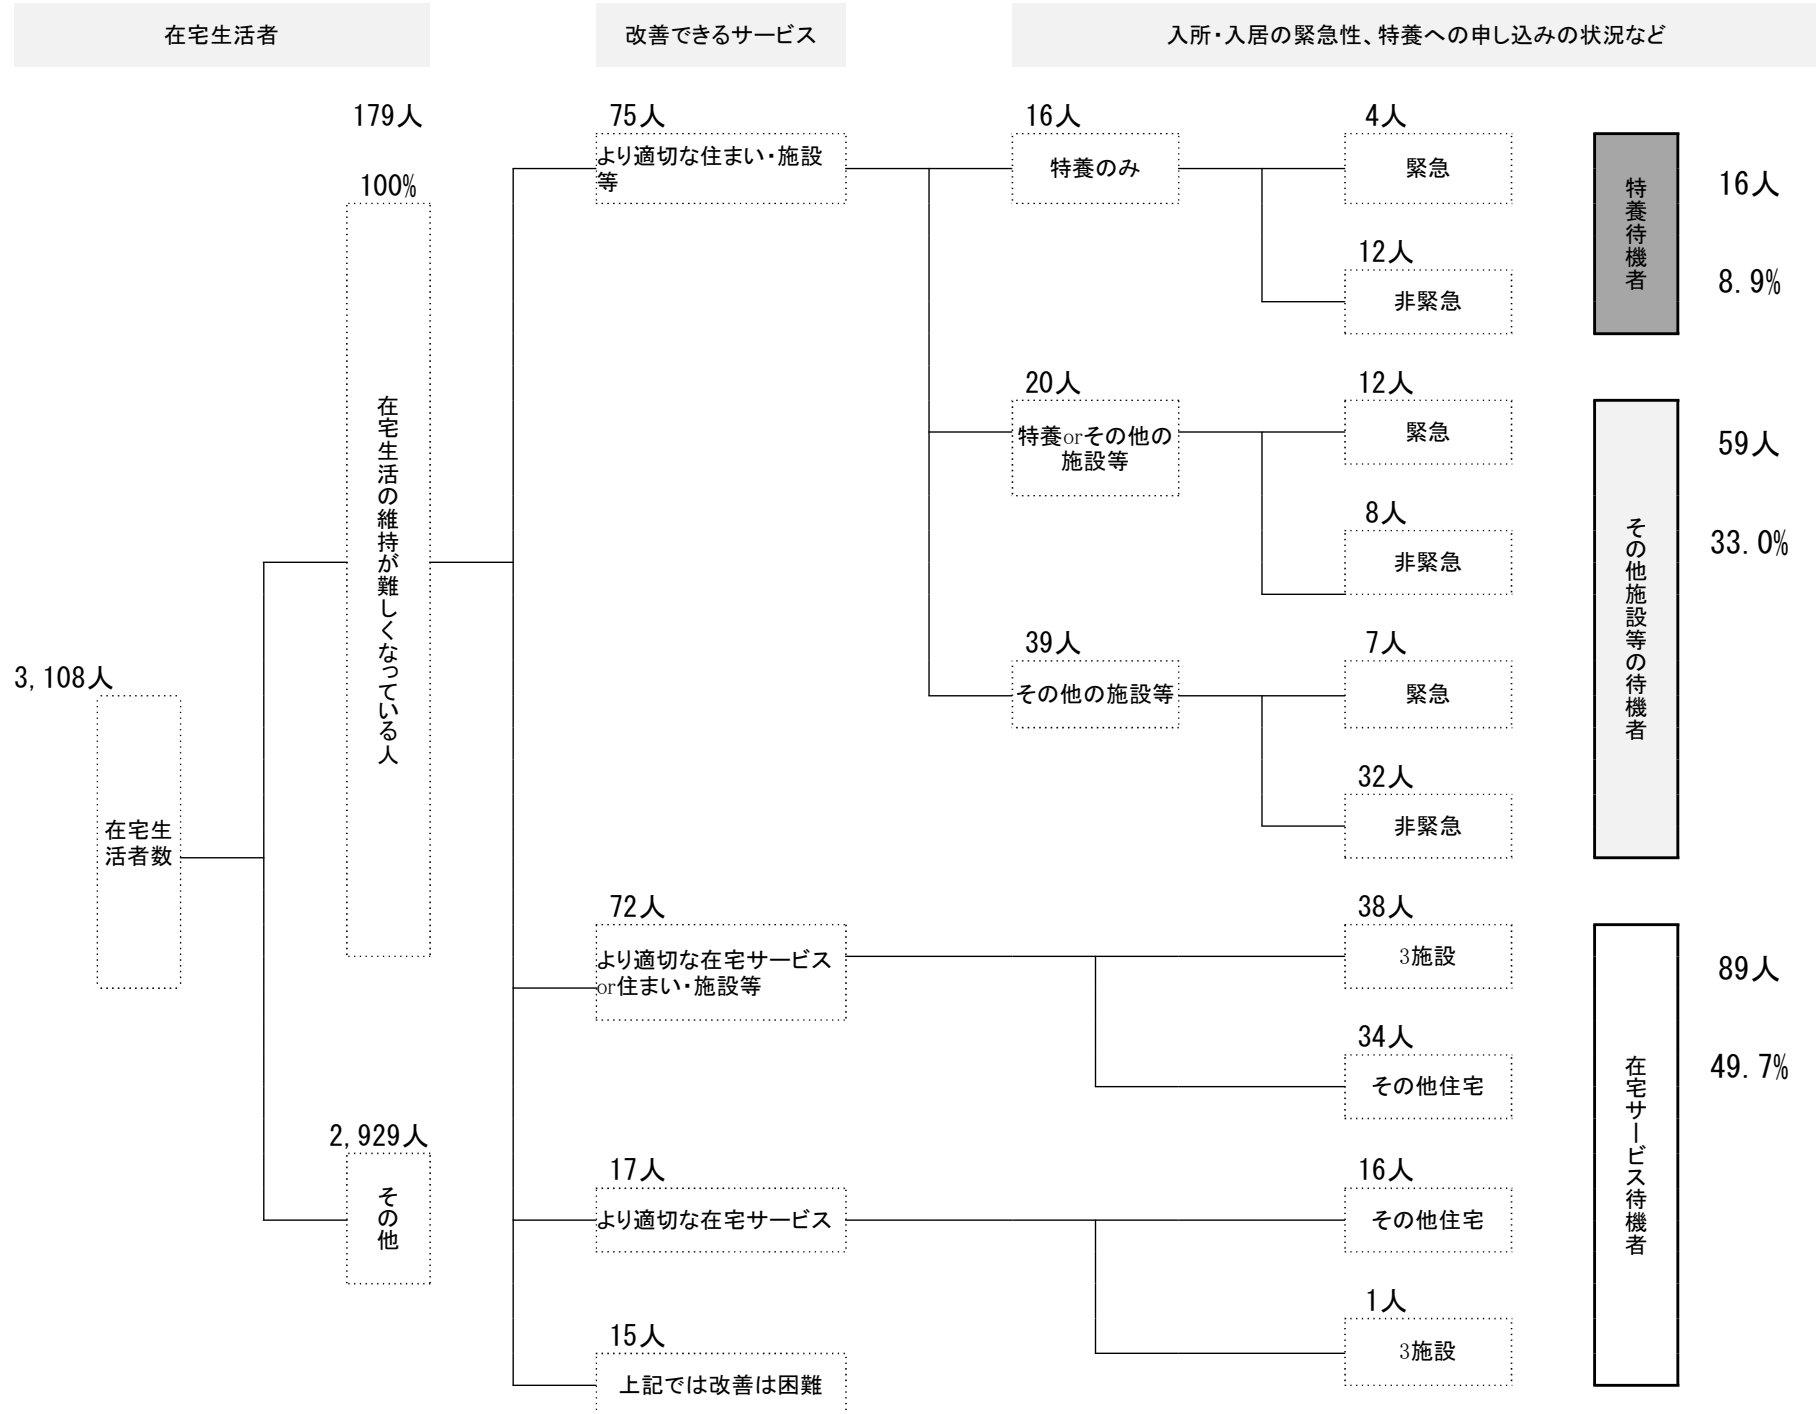 在宅生活者
改善できるサービス
入所・入居の緊急性、特養への申し込みの状況など
179人
100%
在宅生活の維持が難しくなっている人
3,108人
在宅生
活者数
2,929人
その他
75人
より適切な住まい・施設
等
72人
より適切な在宅サービス
or住まい・施設等
17人
より適切な在宅サービス
15人
上記では改善は困難
16人
特養のみ
4人
緊急
12人
非緊急
20人
特養orその他の
施設等
12人
緊急
8人
非緊急
39人
その他の施設等
7人
緊急
32人
非緊急
38人
3施設
34人
その他住宅
16人
その他住宅
1人
3施設
特養待機者
16人
8.9%
その他施設等の待機者
59人
33.0%
在宅サービス待機者
89人
49.7%